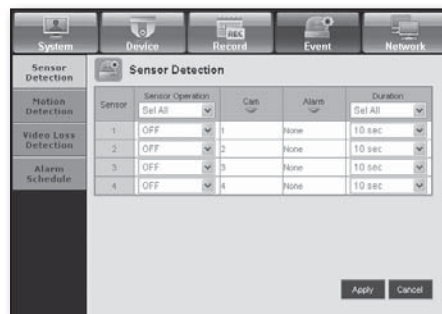 REC
System Device Record Event Network
Sensor Detection
Motion Detection
Video Loss Detection
Alarm Schedule
Sensor Detection
Sensor Sensor Operation Cam Alarm Duration
Sel All Sel All
1 OFF 1 None 10 sec
2 OFF 2 None 10 sec
3 OFF 3 None 10 sec
4 OFF 4 None 10 sec
Apply Cancel